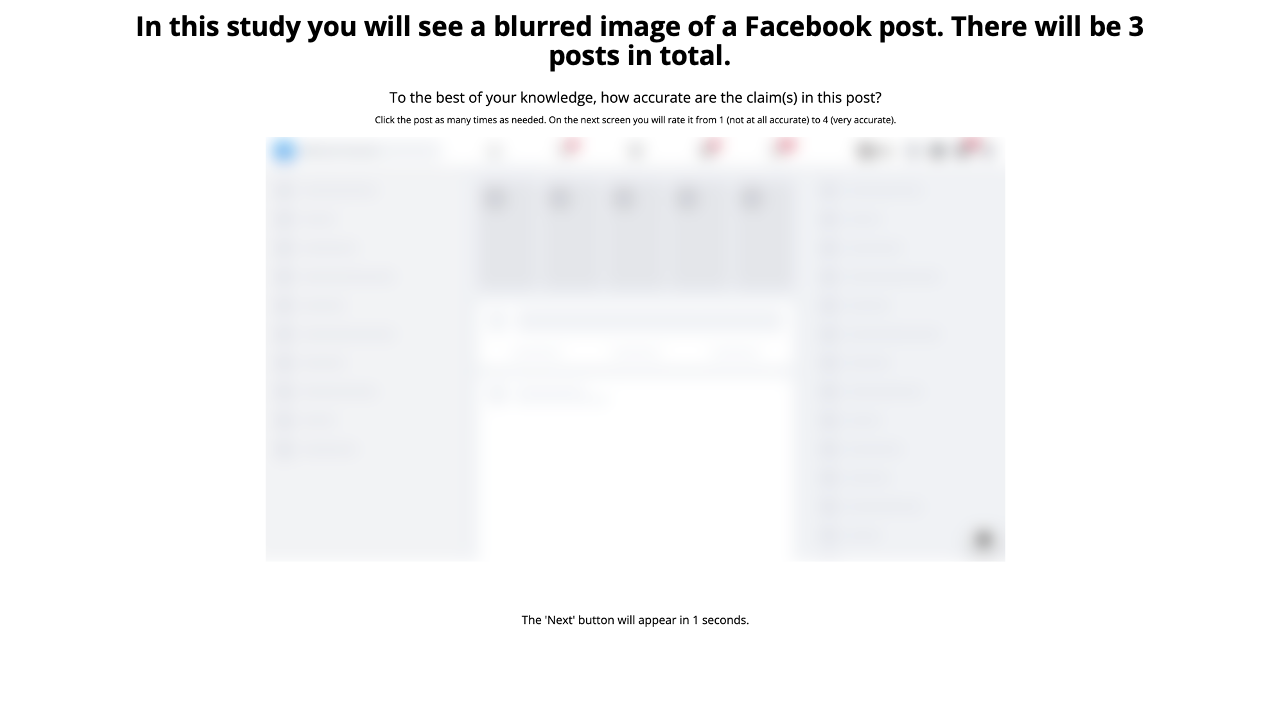 In this study you will see a blurred image of a Facebook post. There will be 3
posts in total.
To the best of your knowledge, how accurate are the claim(s) in this post?
Click the post as many times as needed. On the next screen you will rate it from 1 (not at all accurate) to 4 (very accurate).
The 'Next' button will appear in 1 seconds.